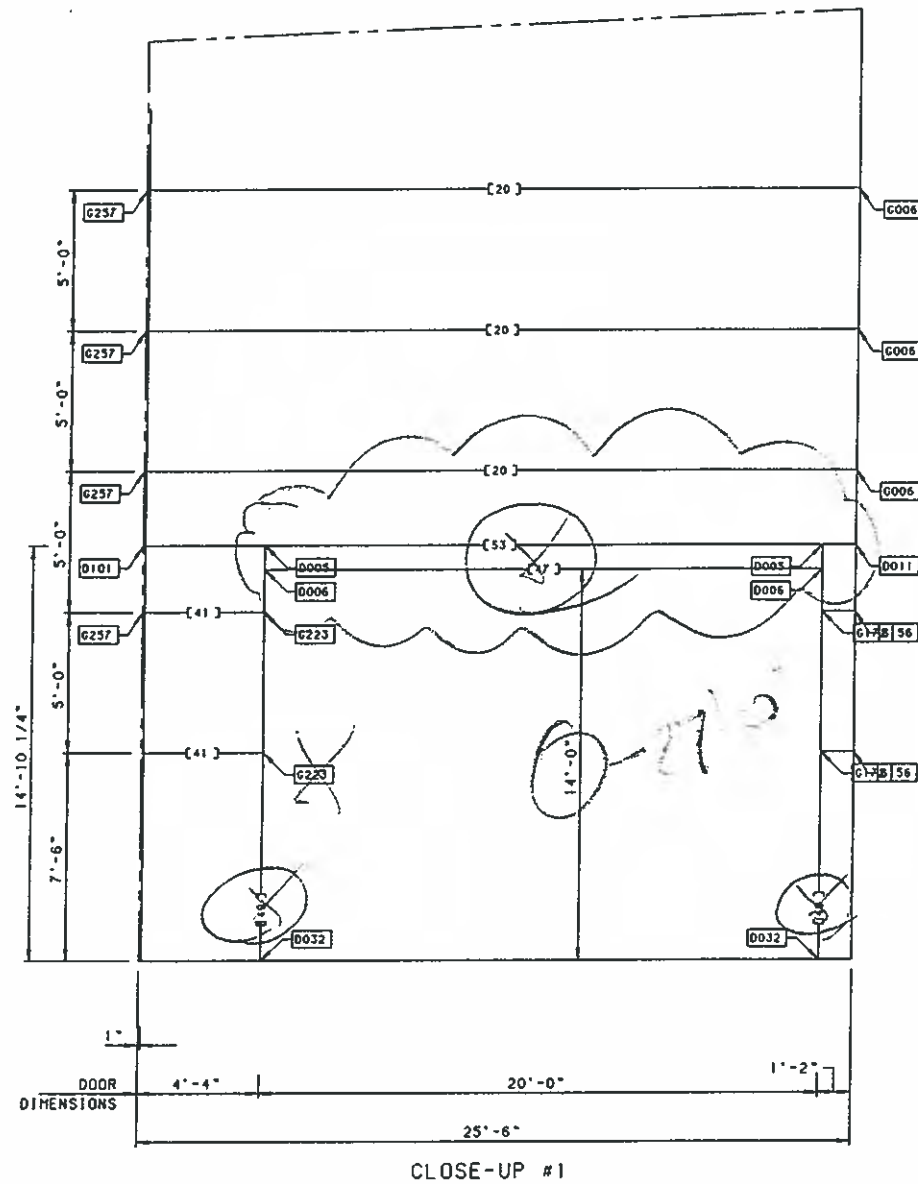 [20]
G257
G006
5'-0"
[20]
G257
G006
5'-0"
[20]
G257
G006
5'-0"
[53]
D101
D005
D005
D011
D006
D006
[41]
G257
G223
56
5'-0"
14'-10 1/4"
14'-0"
[41]
G223
56
7'-6"
D032
D032
1"
DOOR
DIMENSIONS
4'-4"
20'-0"
1'-2"
25'-6"
CLOSE-UP #1